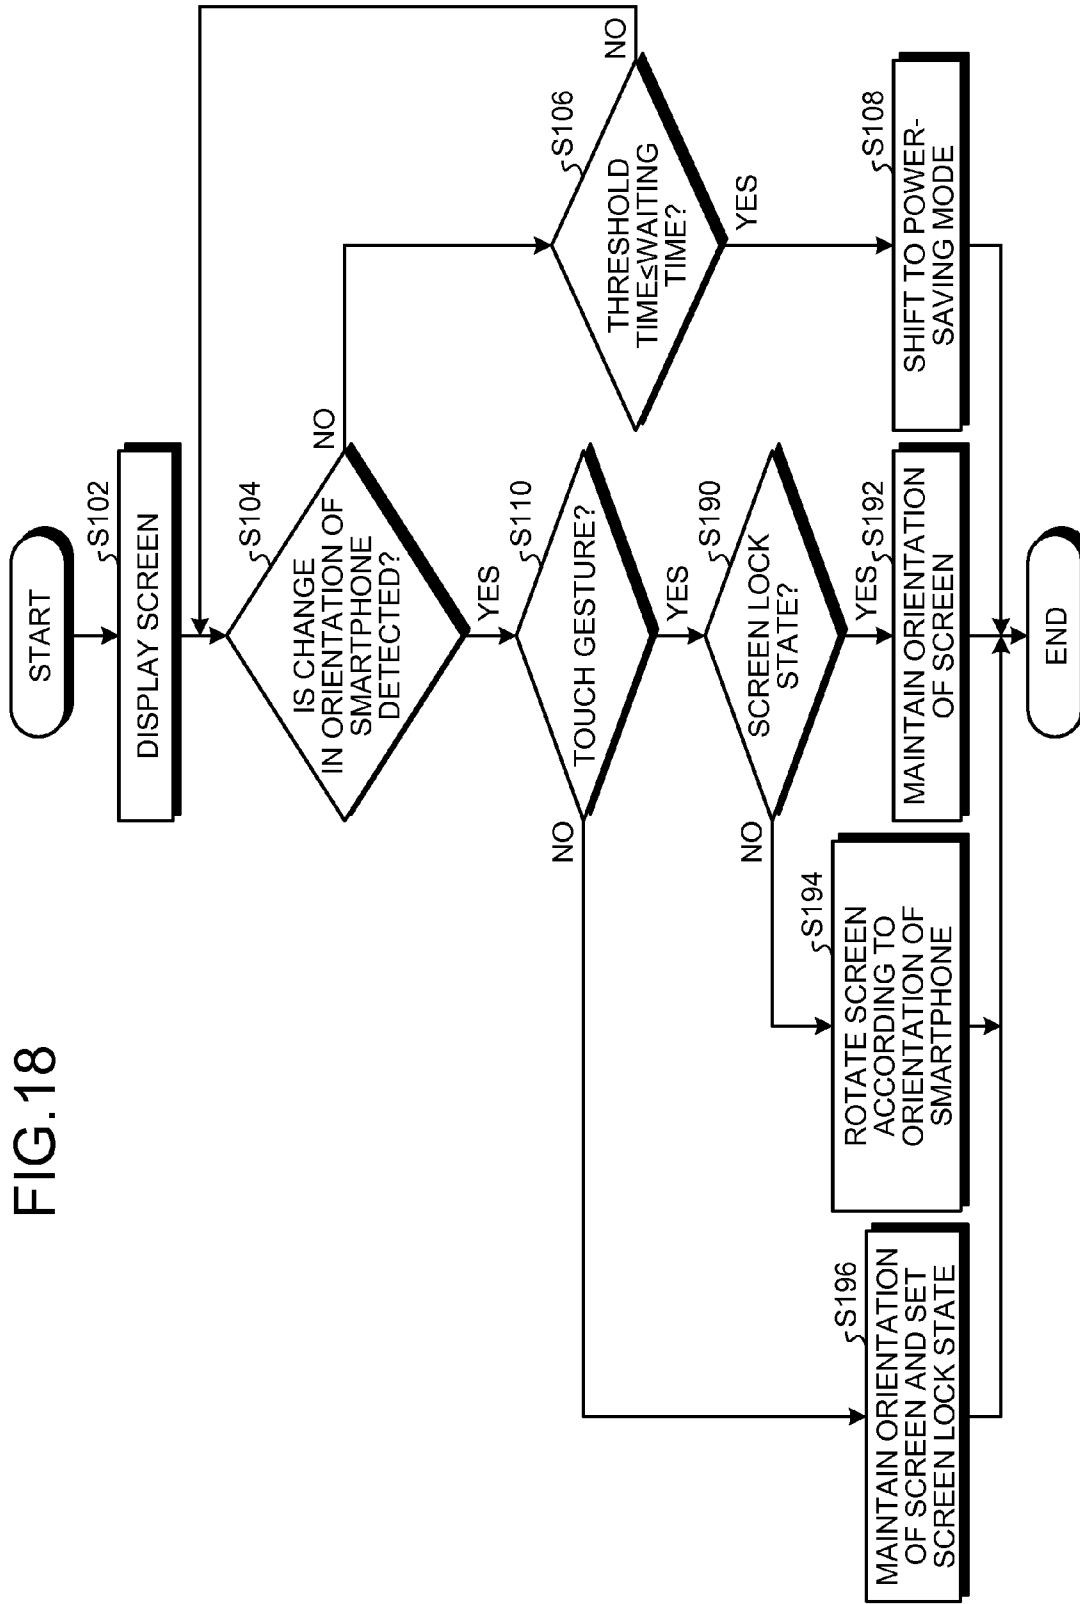 FIG.18
START
S102
DISPLAY SCREEN
S104
IS CHANGE
IN ORIENTATION OF
SMARTPHONE
DETECTED?
NO
YES
S106
THRESHOLD
TIME≤WAITING
TIME?
NO
YES
S108
SHIFT TO POWER-
SAVING MODE
S110
TOUCH GESTURE?
NO
YES
S190
SCREEN LOCK
STATE?
NO
YES
S192
MAINTAIN ORIENTATION
OF SCREEN
S194
ROTATE SCREEN
ACCORDING TO
ORIENTATION OF
SMARTPHONE
S196
MAINTAIN ORIENTATION
OF SCREEN AND SET
SCREEN LOCK STATE
END